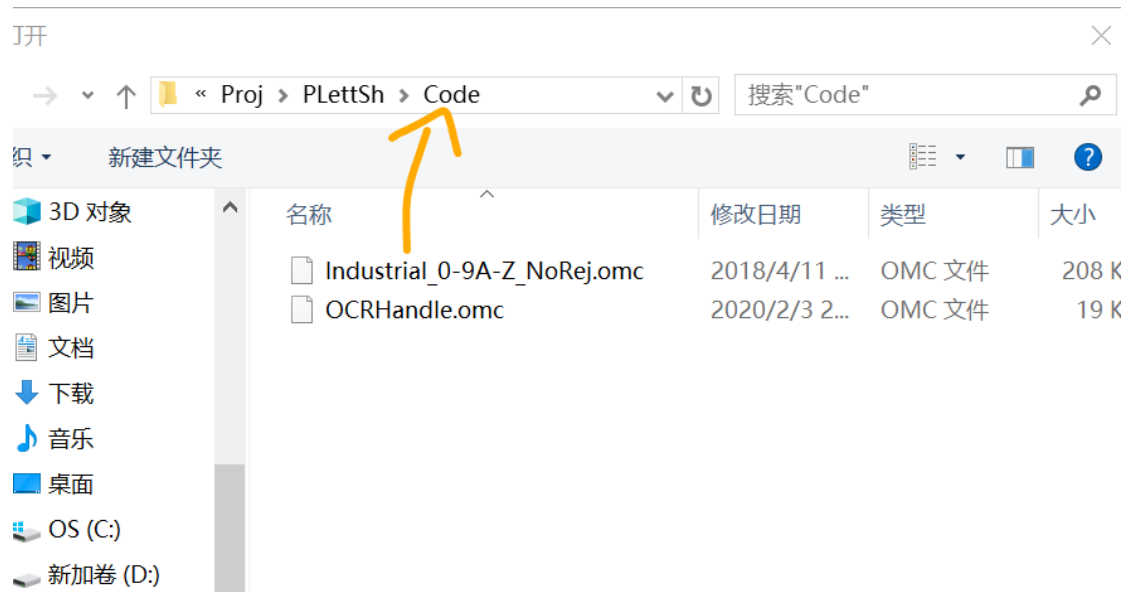 打开
« Proj > PLettSh > Code 搜索"Code"
织 新建文件夹
3D 对象
视频
图片
文档
下载
音乐
桌面
OS (C:)
新加卷 (D:)
名称 修改日期 类型 大小
Industrial_0-9A-Z_NoRej.omc 2018/4/11 ... OMC 文件 208 K
OCRHandle.omc 2020/2/3 2... OMC 文件 19 K